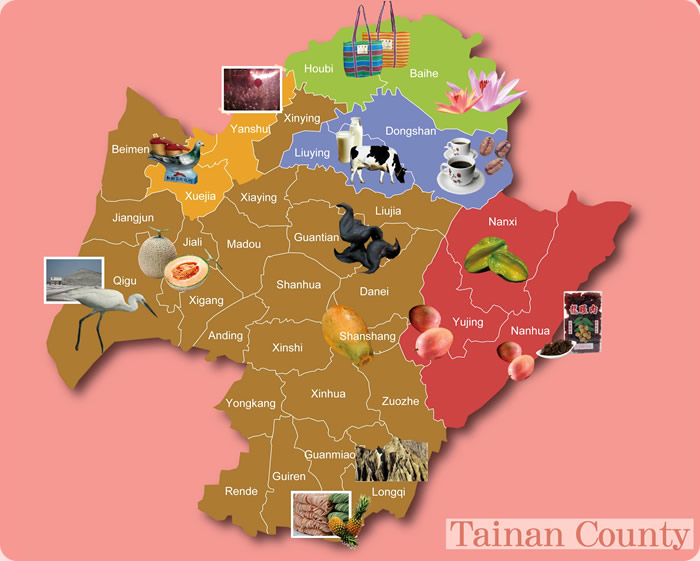 Houbi
Baihe
Yanshui
Xinying
Dongshan
Beimen
Liuying
Xuejia
Xiaying
Jiangjun
Liujia
Nanxi
Jiali
Madou
Guantian
Qigu
Shanhua
Danei
Xigang
Yujing
Nanhua
Anding
Shanshang
Xinshi
Xinhua
Zuozhe
Yongkang
Guanmiao
Guiren
Rende
Longqi
Tainan County